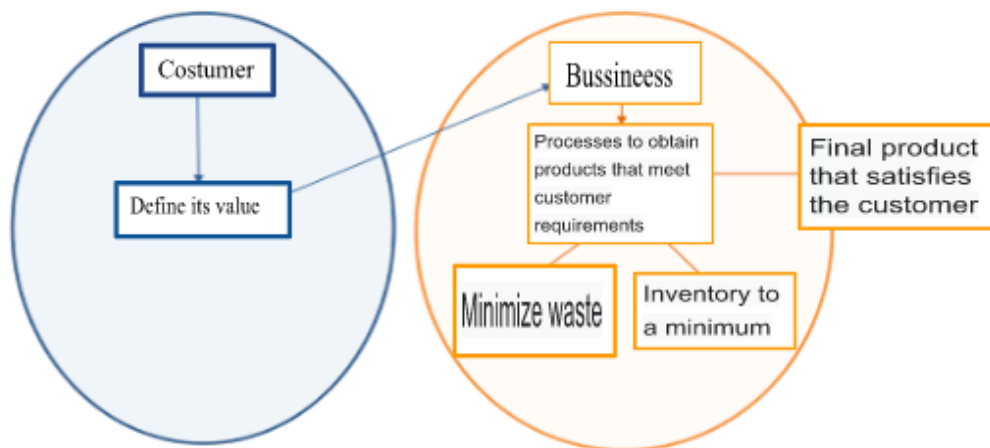 Costumer
Define its value
Bussineess
Processes to obtain
products that meet
customer
requirements
Final product
that satisfies
the customer
Minimize waste
Inventory to
a minimum